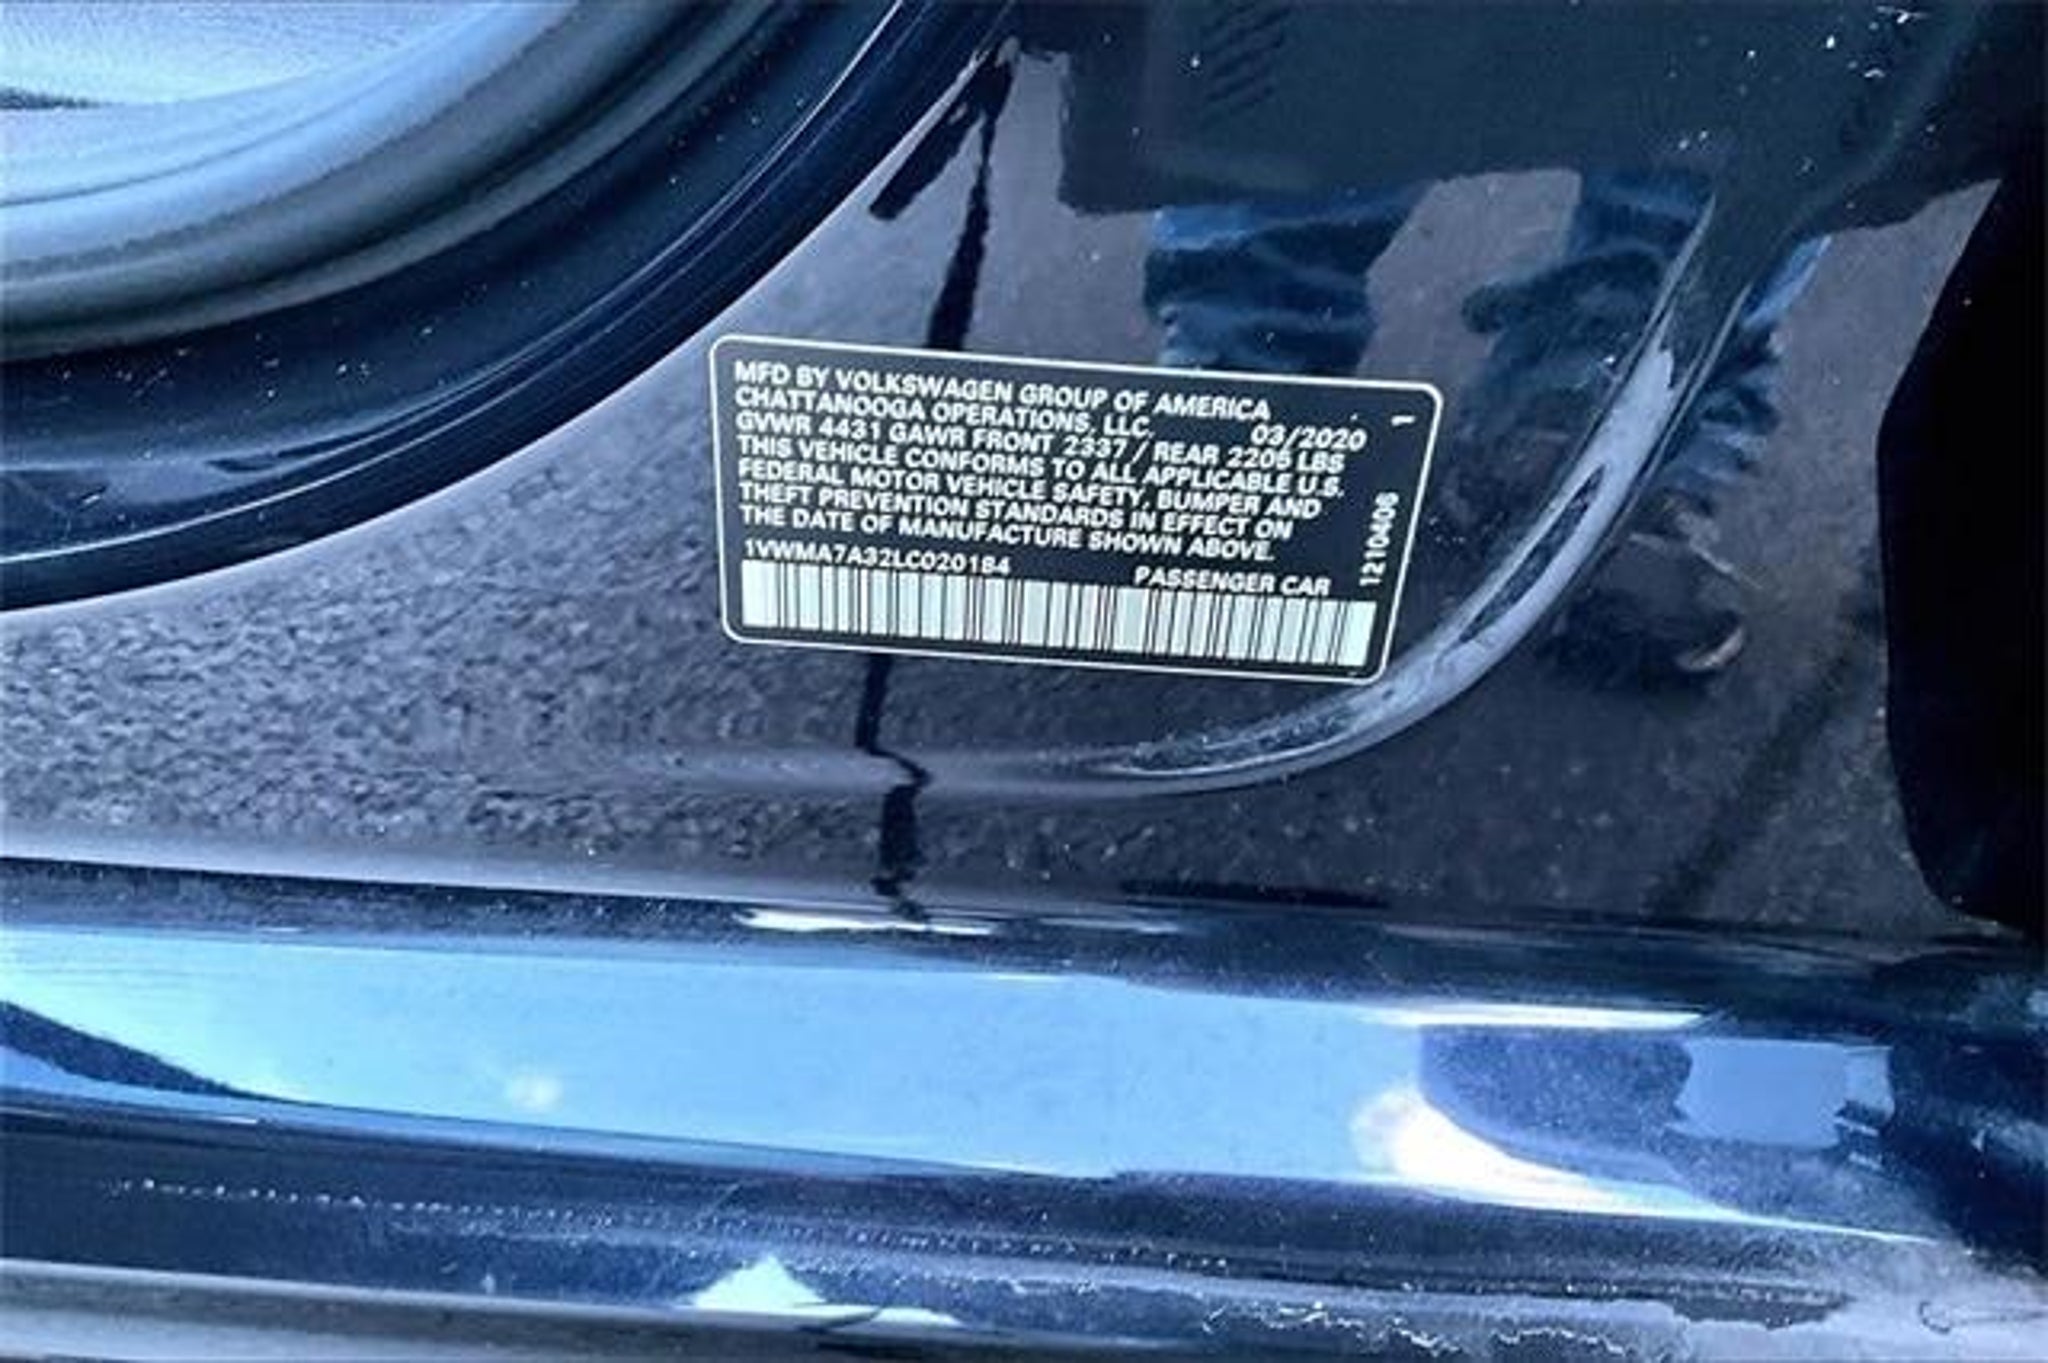 MFD BY VOLKSWAGEN GROUP OF AMERICA
CHATTANOOGA OPERATIONS, LLC. 03/2020 1
GVWR 4431 GAWR FRONT 2337 / REAR 2205 LBS
THIS VEHICLE CONFORMS TO ALL APPLICABLE U.S.
FEDERAL MOTOR VEHICLE SAFETY, BUMPER AND
THEFT PREVENTION STANDARDS IN EFFECT ON
THE DATE OF MANUFACTURE SHOWN ABOVE.
1VWMA7A32LC020184 PASSENGER CAR
1210406